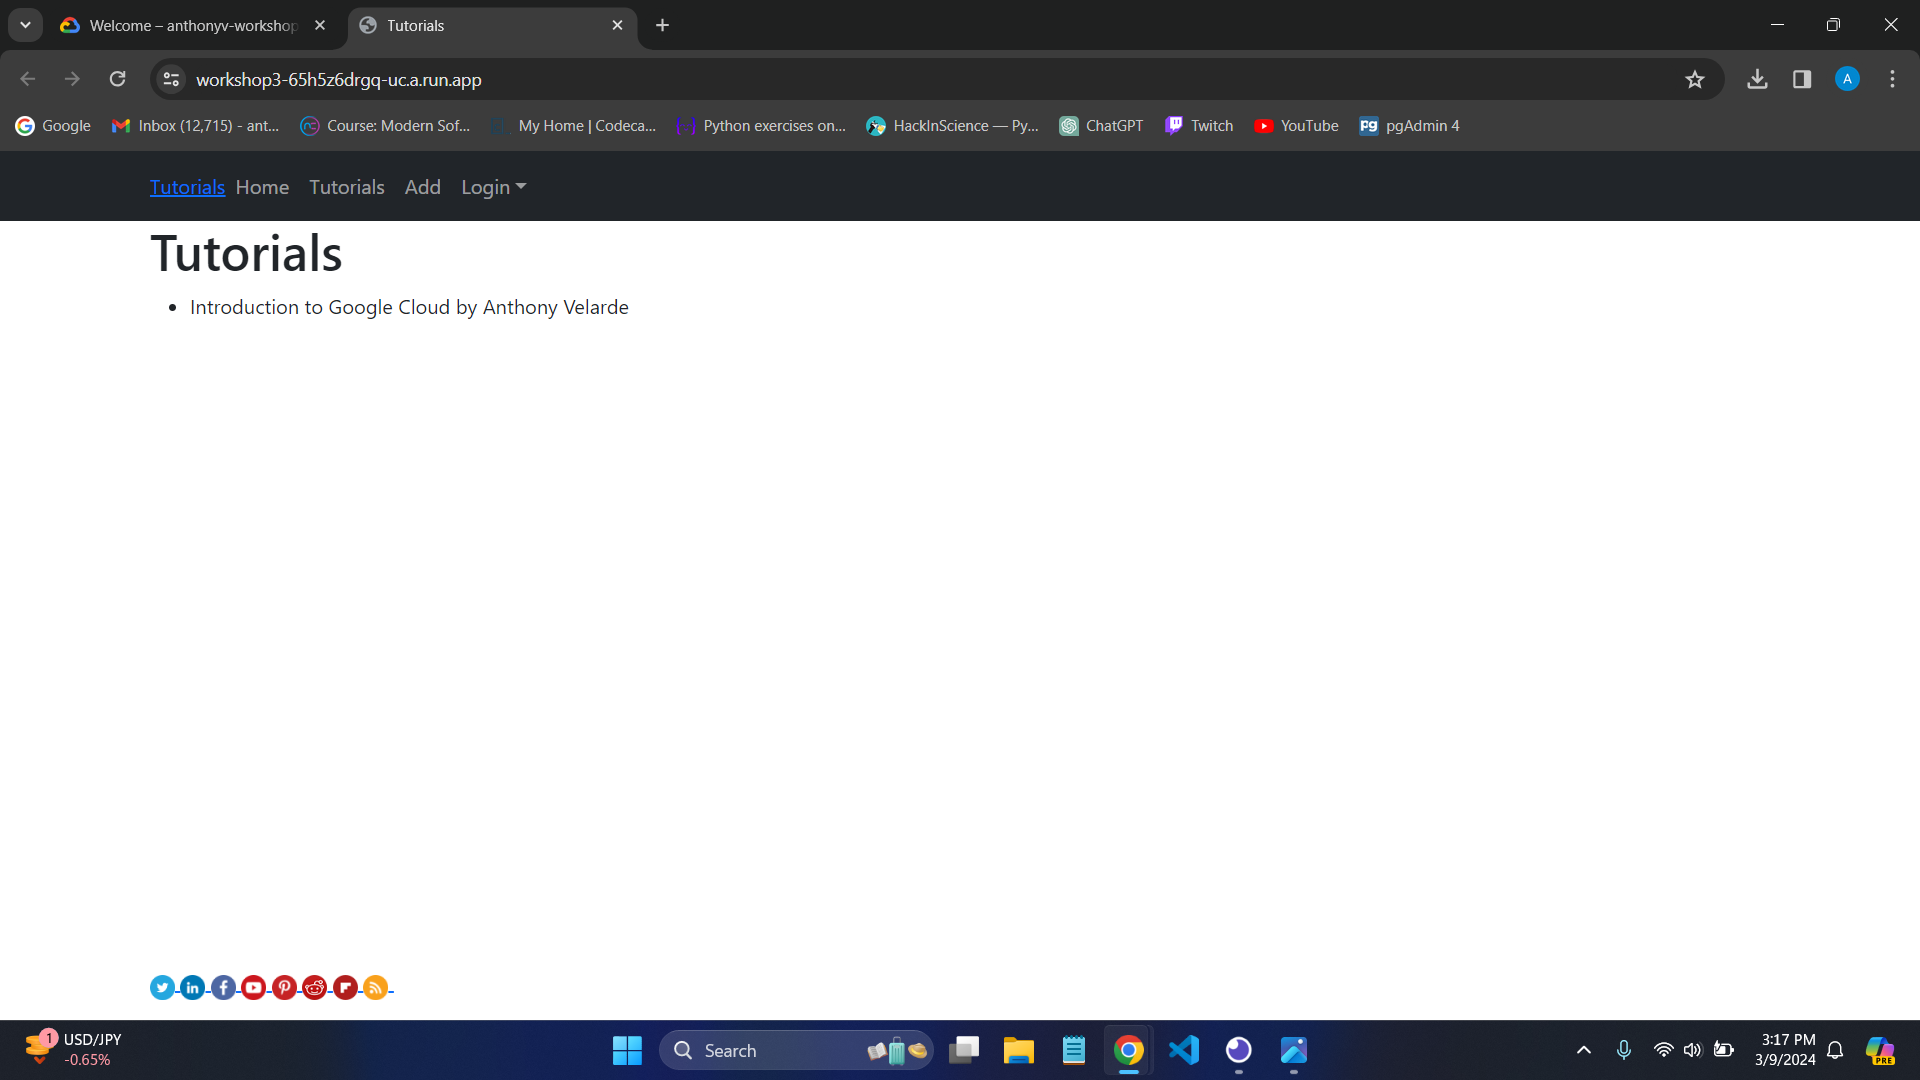 Welcome – anthonyv-workshop
Tutorials
workshop3-65h5z6drgq-uc.a.run.app
A
Google
Inbox (12,715) - ant...
Course: Modern Sof...
My Home | Codeca...
Python exercises on...
HackInScience — Py...
ChatGPT
Twitch
YouTube
pgAdmin 4
Tutorials Home Tutorials Add Login
Tutorials
• Introduction to Google Cloud by Anthony Velarde
1
USD/JPY
-0.65%
Search
3:17 PM
3/9/2024
PRE